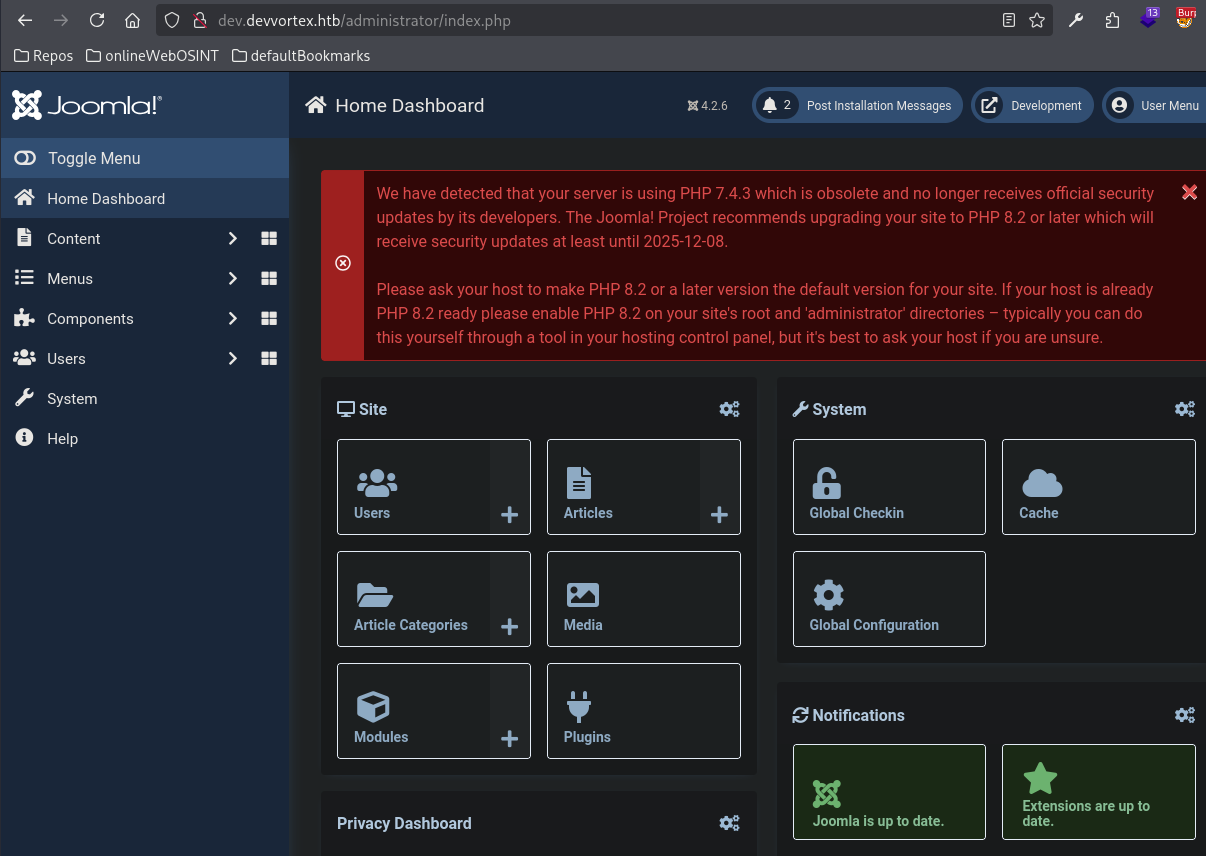 dev.devvortex.htb/administrator/index.php
13
Repos
onlineWebOSINT
defaultBookmarks
Joomla!®
Home Dashboard
4.2.6
2
Post Installation Messages
Development
User Menu
Toggle Menu
Home Dashboard
Content
Menus
Components
Users
System
Help
We have detected that your server is using PHP 7.4.3 which is obsolete and no longer receives official security
updates by its developers. The Joomla! Project recommends upgrading your site to PHP 8.2 or later which will
receive security updates at least until 2025-12-08.
Please ask your host to make PHP 8.2 or a later version the default version for your site. If your host is already
PHP 8.2 ready please enable PHP 8.2 on your site's root and 'administrator' directories – typically you can do
this yourself through a tool in your hosting control panel, but it's best to ask your host if you are unsure.
Site
Users
Articles
Article Categories
Media
Modules
Plugins
Privacy Dashboard
System
Global Checkin
Cache
Global Configuration
Notifications
Joomla is up to date.
Extensions are up to
date.